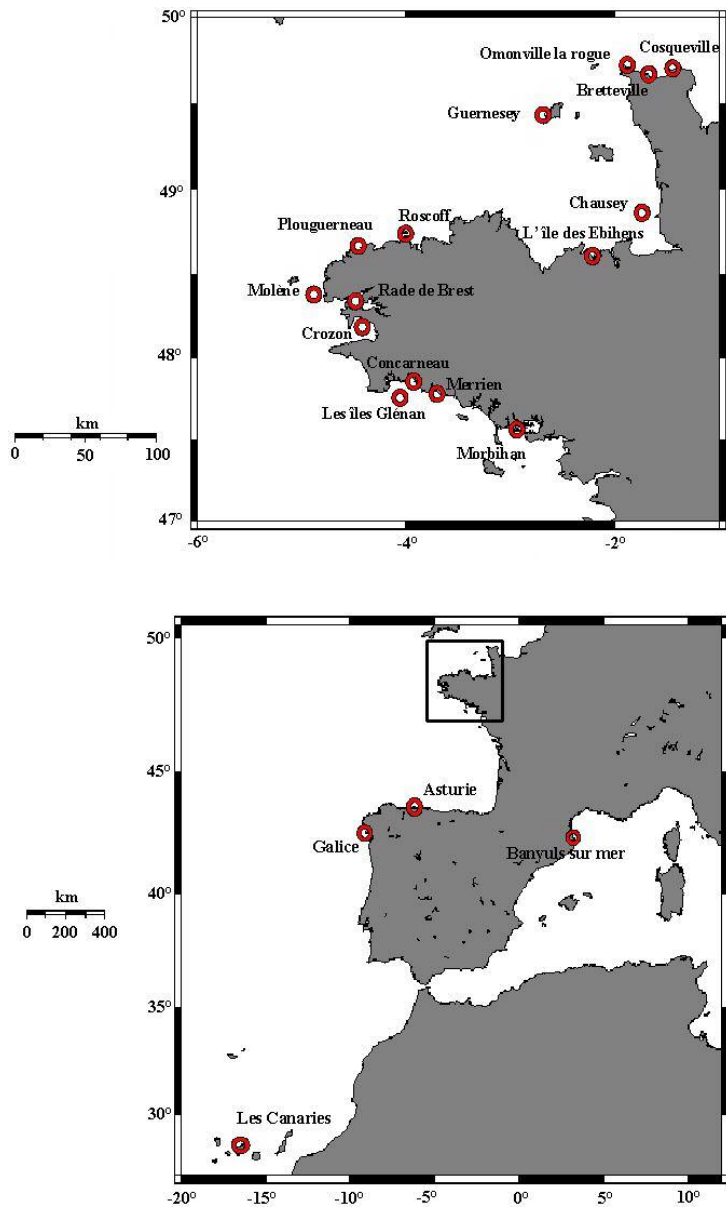 50°
Cosqueville
Omonville la rogue
Bretteville
Guernesey
49°
Chausey
Roscoff
Plouguerneau
L'île des Ebihens
Molène
Rade de Brest
Crozon
48°
Concarneau
Merrien
Les îles Glénan
km
0 50 100
Morbihan
47°
-6° -4° -2°
50°
45°
Asturie
Galice
Banyuls sur mer
km
0 200 400
40°
35°
30°
Les Canaries
-20° -15° -10° -5° 0° 5° 10°